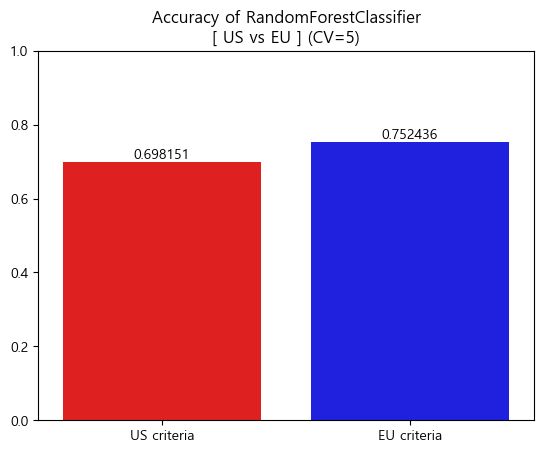 Accuracy of RandomForestClassifier
[ US vs EU ] (CV=5)
1.0
0.8
0.6
0.4
0.2
0.0
0.698151
0.752436
US criteria
EU criteria